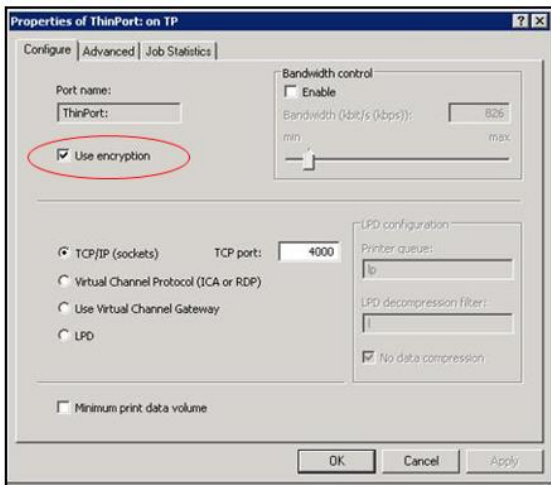 Properties of ThinPort: on TP
Configure Advanced Job Statistics
Port name:
ThinPort:
Use encryption
Bandwidth control
Enable
Bandwidth (kbit/s (kbps)): 826
min max
TCP/IP (sockets) TCP port: 4000
Virtual Channel Protocol (ICA or RDP)
Use Virtual Channel Gateway
LPD
LPD configuration
Printer queue:
lp
LPD decompression filter:
l
No data compression
Minimum print data volume
OK Cancel Apply